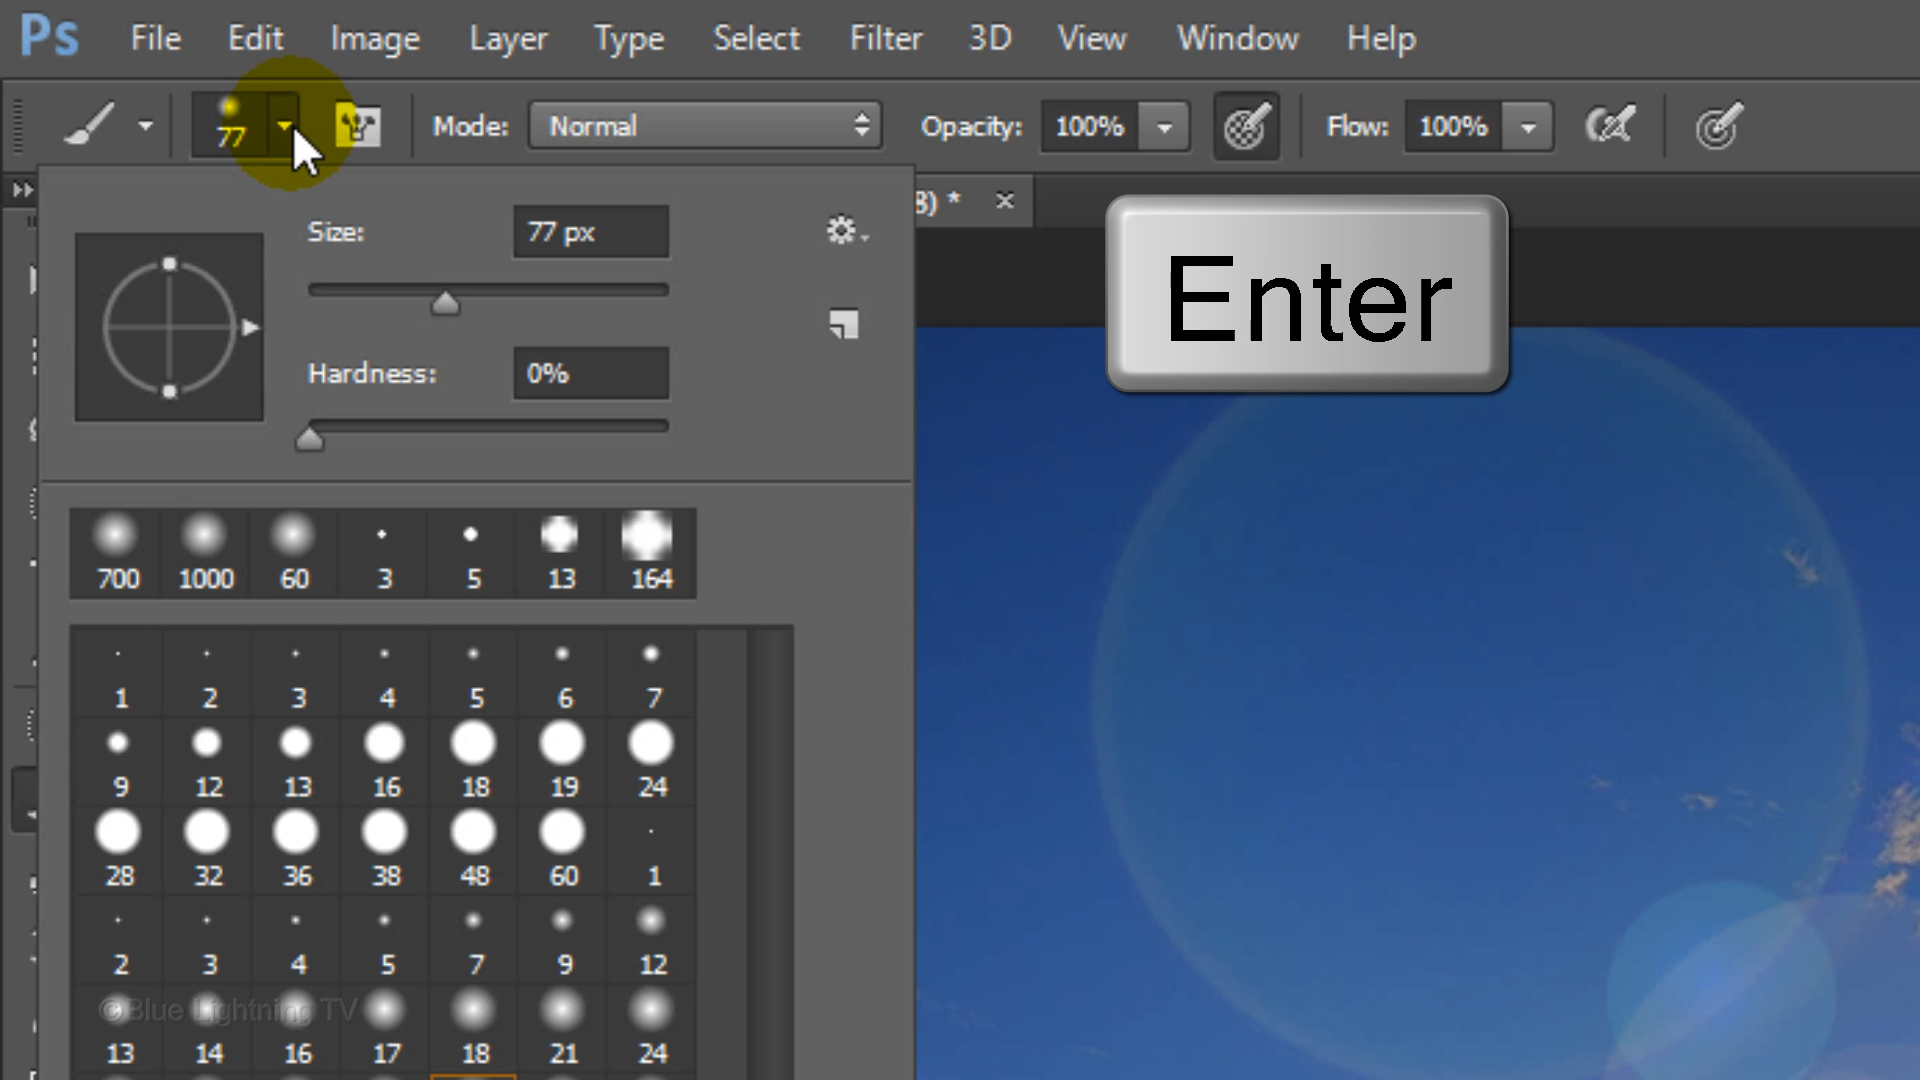 Ps File Edit Image Layer Type Select Filter 3D View Window Help
77 Mode: Normal Opacity: 100% Flow: 100%
8) * ×
Size: 77 px
Enter
Hardness: 0%
700 1000 60 3 5 13 164
1 2 3 4 5 6 7
9 12 13 16 18 19 24
28 32 36 38 48 60 1
2 3 4 5 7 9 12
©Blue Lightning TV
13 14 16 17 18 21 24